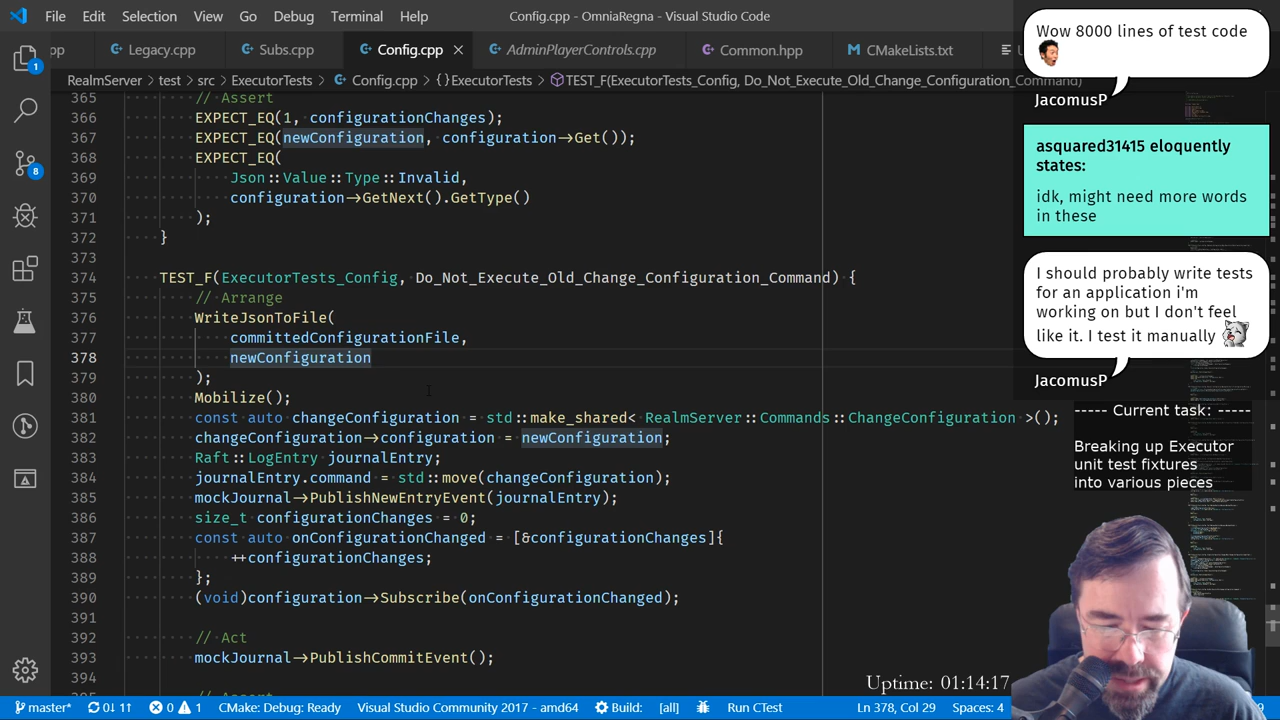 File Edit Selection View Go Debug Terminal Help Config.cpp - OmniaRegna - Visual Studio Code
pp Legacy.cpp Subs.cpp Config.cpp AdminPlayerControls.cpp Common.hpp CMakeLists.txt
RealmServer > test > src > ExecutorTests > Config.cpp > {} ExecutorTests > TEST_F(ExecutorTests_Config, Do_Not_Execute_Old_Change_Configuration_Command)
365 // Assert
366 EXPECT_EQ(1, configurationChanges);
367 EXPECT_EQ(newConfiguration, configuration->Get());
368 EXPECT_EQ(
369 Json::Value::Type::Invalid,
370 configuration->GetNext().GetType()
371 );
372 }
373
374 TEST_F(ExecutorTests_Config, Do_Not_Execute_Old_Change_Configuration_Command) {
375 // Arrange
376 WriteJsonToFile(
377 committedConfigurationFile,
378 newConfiguration
379 );
380 Mobilize();
381 const auto changeConfiguration = std::make_shared< RealmServer::Commands::ChangeConfiguration >();
382 changeConfiguration->configuration = newConfiguration;
383 Raft::LogEntry journalEntry;
384 journalEntry.command = std::move(changeConfiguration);
385 mockJournal->PublishNewEntryEvent(journalEntry);
386 size_t configurationChanges = 0;
387 const auto onConfigurationChanged = [&configurationChanges]{
388 ++configurationChanges;
389 };
390 (void)configuration->Subscribe(onConfigurationChanged);
391
392 // Act
393 mockJournal->PublishCommitEvent();
394
// Assert
Wow 8000 lines of test code
JacomusP
asquared31415 eloquently
states:
idk, might need more words
in these
I should probably write tests
for an application i'm
working on but I don't feel
like it. I test it manually
JacomusP
----- Current task: -----
Breaking up Executor
unit test fixtures
into various pieces
Uptime: 01:14:17
1
8
master* 0↓ 1↑ 0 1 CMake: Debug: Ready Visual Studio Community 2017 - amd64 Build: [all] Run CTest Ln 378, Col 29 Spaces: 4